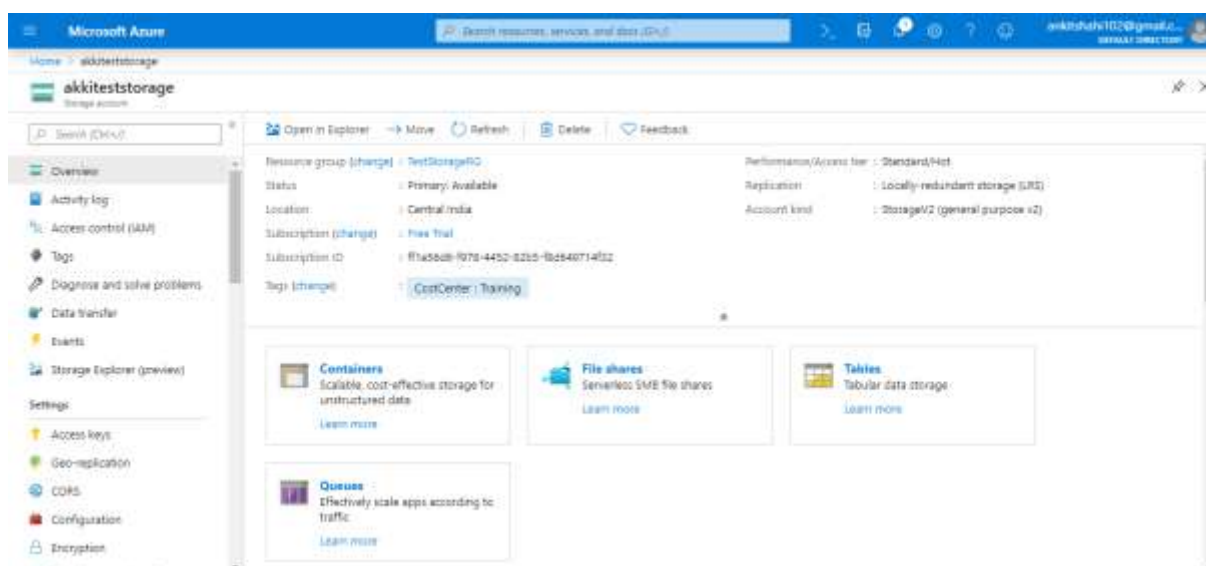 Microsoft Azure
Search resources, services, and docs (G+/)
DEFAULT DIRECTORY
Home > akkiteststorage
akkiteststorage
Storage account
Search (Ctrl+/)
Open in Explorer
Move
Refresh
Delete
Feedback
Overview
Activity log
Access control (IAM)
Tags
Diagnose and solve problems
Data transfer
Events
Storage Explorer (preview)
Settings
Access keys
Geo-replication
CORS
Configuration
Encryption
Resource group (change) : TestStorageRG
Status : Primary: Available
Location : Central India
Subscription (change) : Free Trial
Subscription ID :
Tags (change) : CostCenter : Training
Performance/Access tier : Standard/Hot
Replication : Locally-redundant storage (LRS)
Account kind : StorageV2 (general purpose v2)
Containers
Scalable, cost-effective storage for
unstructured data
Learn more
File shares
Serverless SMB file shares
Learn more
Tables
Tabular data storage
Learn more
Queues
Effectively scale apps according to
traffic
Learn more